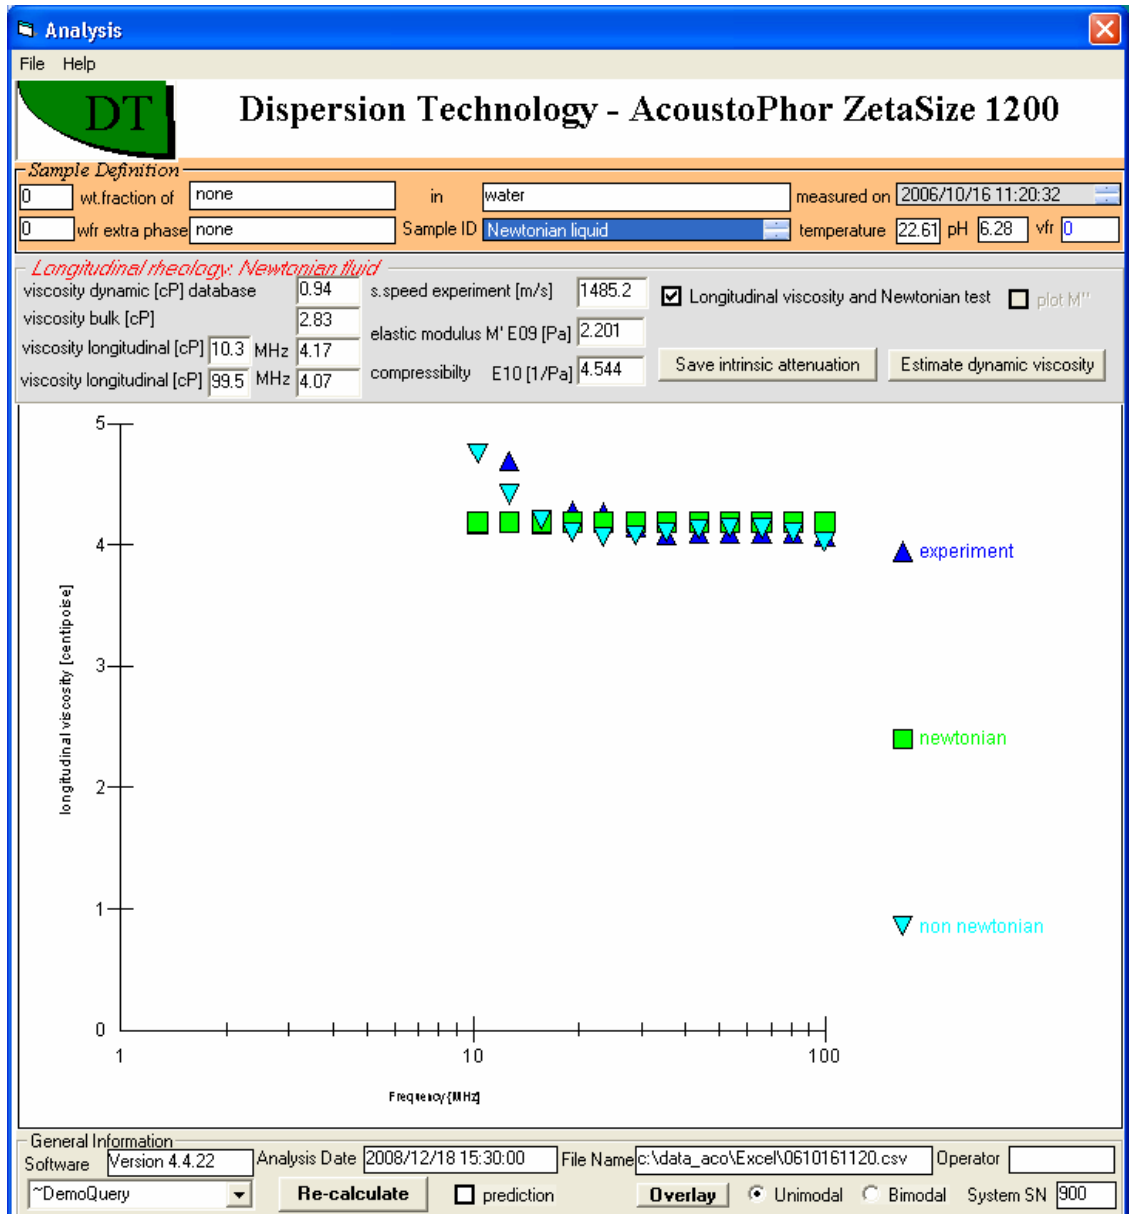 Analysis
File Help
DT
Dispersion Technology - AcoustoPhor ZetaSize 1200
Sample Definition
0 wt.fraction of none in water measured on 2006/10/16 11:20:32
0 wfr extra phase none Sample ID Newtonian liquid temperature 22.61 pH 6.28 vfr 0
Longitudinal rheology: Newtonian fluid
viscosity dynamic [cP] database 0.94 s.speed experiment [m/s] 1485.2 Longitudinal viscosity and Newtonian test plot M''
viscosity bulk [cP] 2.83
elastic modulus M' E09 [Pa] 2.201
viscosity longitudinal [cP] 10.3 MHz 4.17
compressibilty E10 [1/Pa] 4.544 Save intrinsic attenuation Estimate dynamic viscosity
viscosity longitudinal [cP] 99.5 MHz 4.07
5
4
3
2
1
0
longitudinal viscosity [centipoise]
experiment
newtonian
non newtonian
1 10 100
Frequency [MHz]
General Information
Software Version 4.4.22 Analysis Date 2008/12/18 15:30:00 File Name c:\data_aco\Excel\0610161120.csv Operator
~DemoQuery Re-calculate prediction Overlay Unimodal Bimodal System SN 900